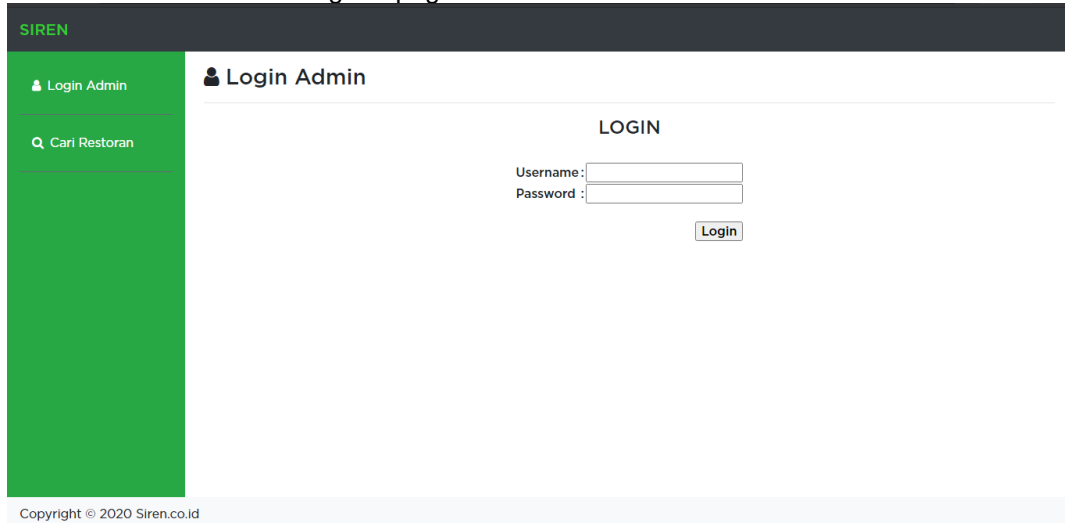 SIREN
Login Admin
Cari Restoran
Login Admin
LOGIN
Username:
Password :
Login
Copyright © 2020 Siren.co.id